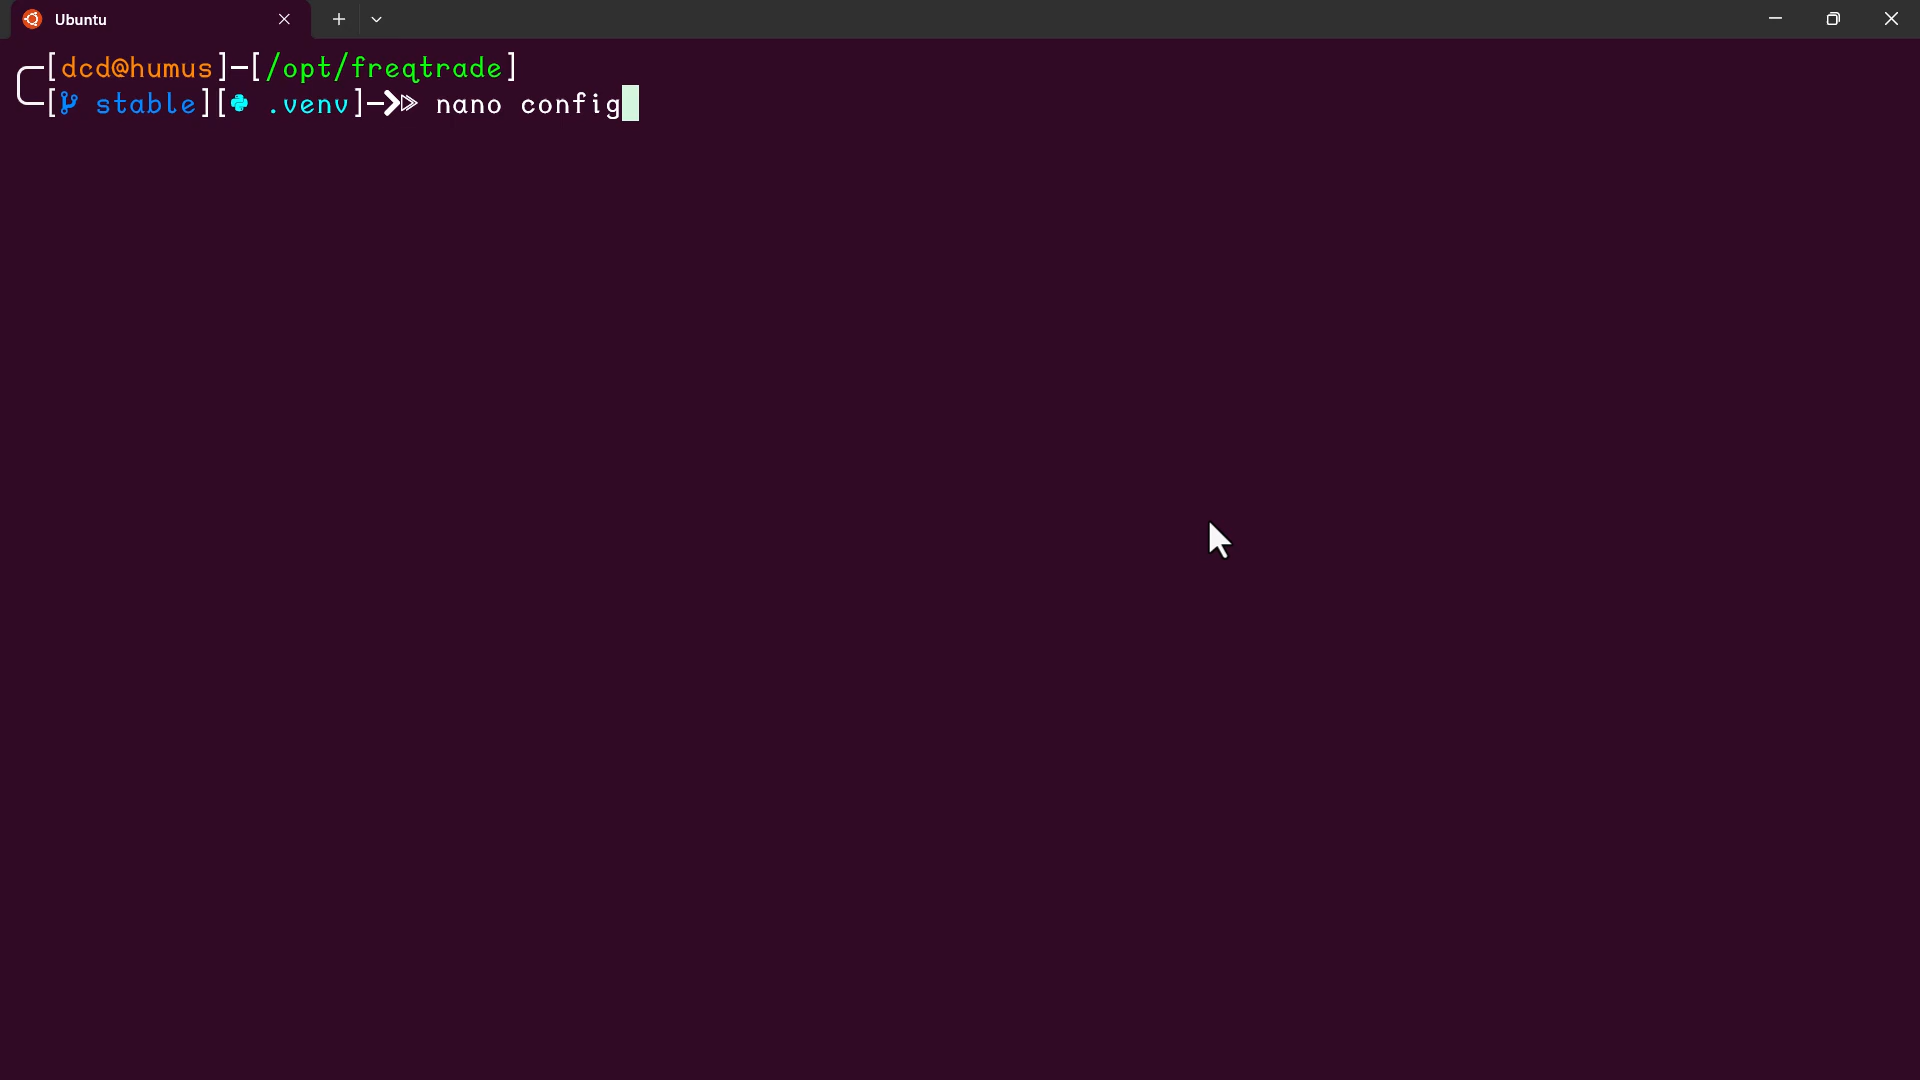 Ubuntu
[dcd@humus]-[/opt/freqtrade]
[stable][.venv]-> nano config